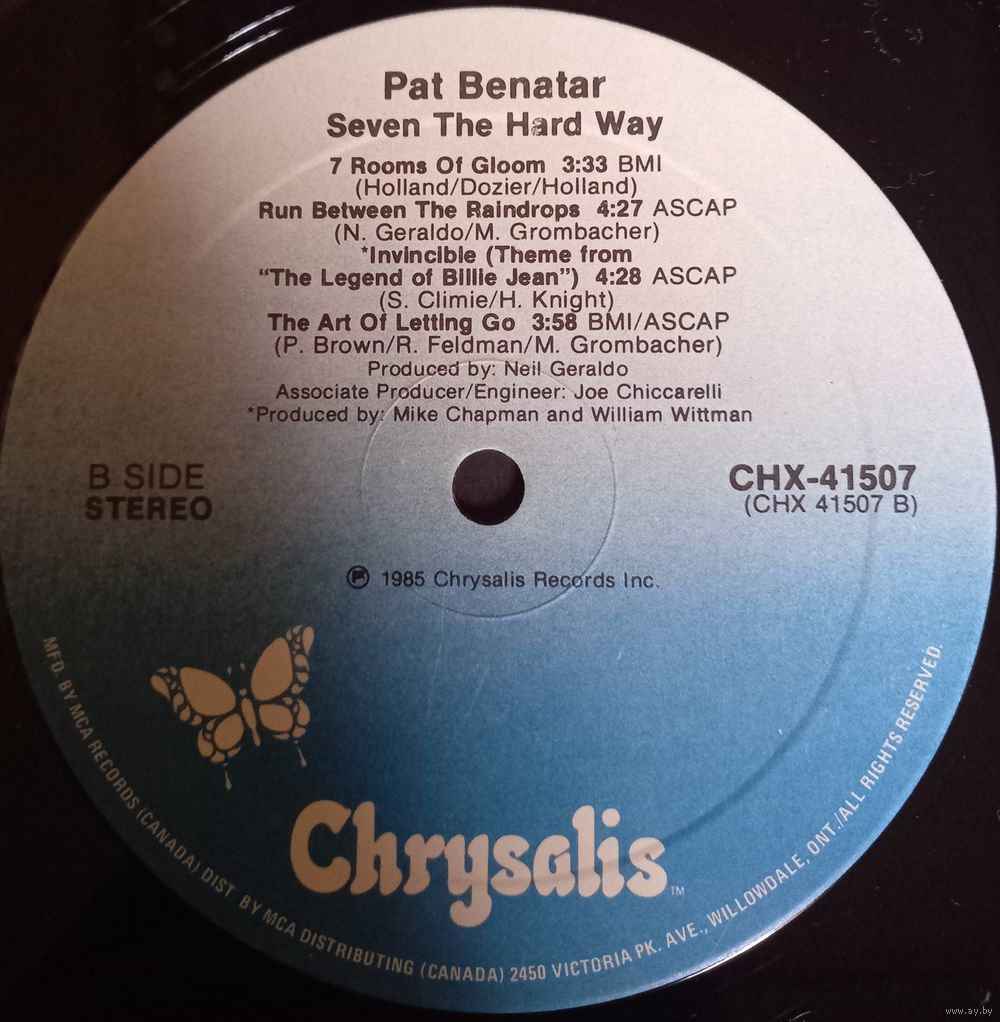 Pat Benatar
Seven The Hard Way
7 Rooms Of Gloom 3:33 BMI
(Holland/Dozier/Holland)
Run Between The Raindrops 4:27 ASCAP
(N. Geraldo/M. Grombacher)
*Invincible (Theme from
“The Legend of Billie Jean”) 4:28 ASCAP
(S. Climie/H. Knight)
The Art Of Letting Go 3:58 BMI/ASCAP
(P. Brown/R. Feldman/M. Grombacher)
Produced by: Neil Geraldo
Associate Producer/Engineer: Joe Chiccarelli
*Produced by: Mike Chapman and William Wittman
B SIDE
STEREO
CHX-41507
(CHX 41507 B)
℗ 1985 Chrysalis Records Inc.
Chrysalis™
MFD. BY MCA RECORDS (CANADA) DIST. BY MCA DISTRIBUTING (CANADA) 2450 VICTORIA PK. AVE., WILLOWDALE, ONT./ALL RIGHTS RESERVED.
www.ay.by